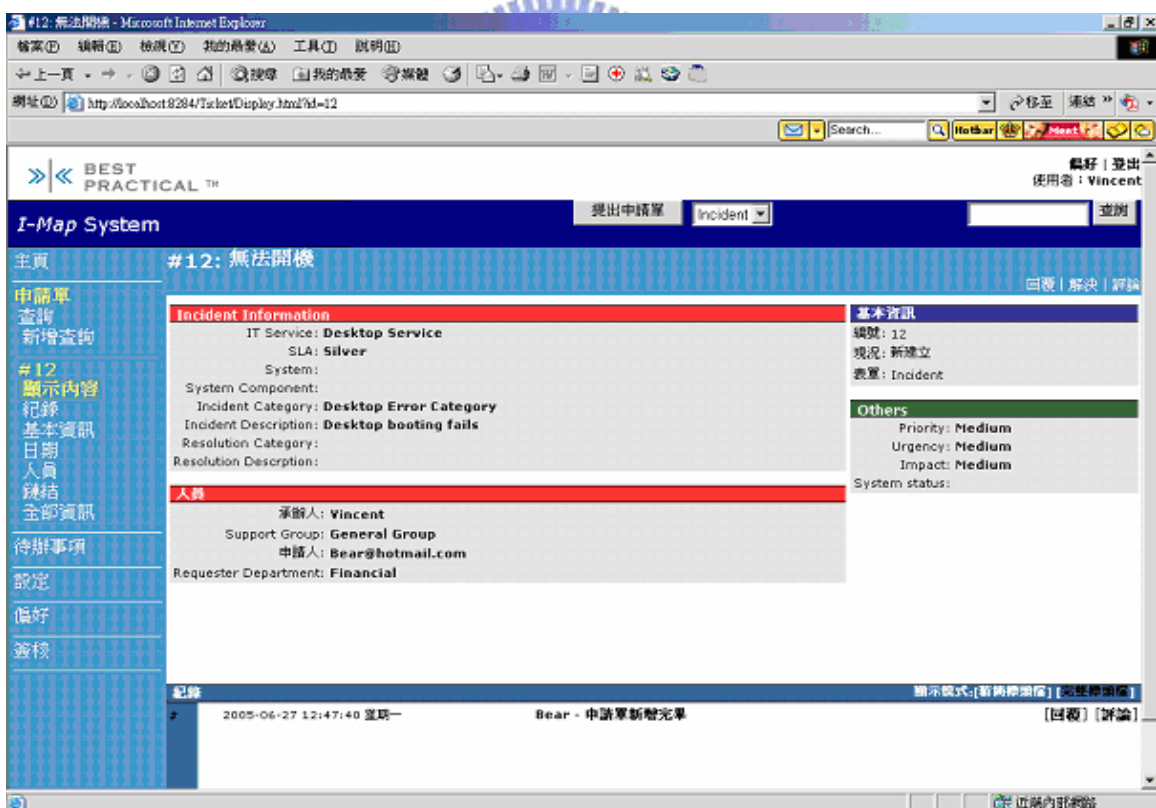 #12: 無法開機 - Microsoft Internet Explorer
檔案(F) 編輯(E) 檢視(V) 我的最愛(A) 工具(T) 說明(H)
上一頁 搜尋 我的最愛 媒體
網址(D) http://localhost:8284/Ticket/Display.html?id=12 移至 連結 »
Search... Hotbar
BEST PRACTICAL ™
偏好 | 登出
使用者：Vincent
I-Map System 提出申請單 Incident 查詢
主頁
申請單
查詢
新增查詢
#12
顯示內容
紀錄
基本資訊
日期
人員
鏈結
全部資訊
待辦事項
設定
偏好
簽核
#12: 無法開機
回覆 | 解決 | 評論
Incident Information
IT Service: Desktop Service
SLA: Silver
System:
System Component:
Incident Category: Desktop Error Category
Incident Description: Desktop booting fails
Resolution Category:
Resolution Descrption:
人員
承辦人: Vincent
Support Group: General Group
申請人: Bear@hotmail.com
Requester Department: Financial
基本資訊
編號: 12
現況: 新建立
表單: Incident
Others
Priority: Medium
Urgency: Medium
Impact: Medium
System status:
紀錄 顯示模式:[簡略標頭檔] [完整標頭檔]
# 2005-06-27 12:47:40 星期一 Bear - 申請單新增完畢 [回覆] [評論]
近端內部網路